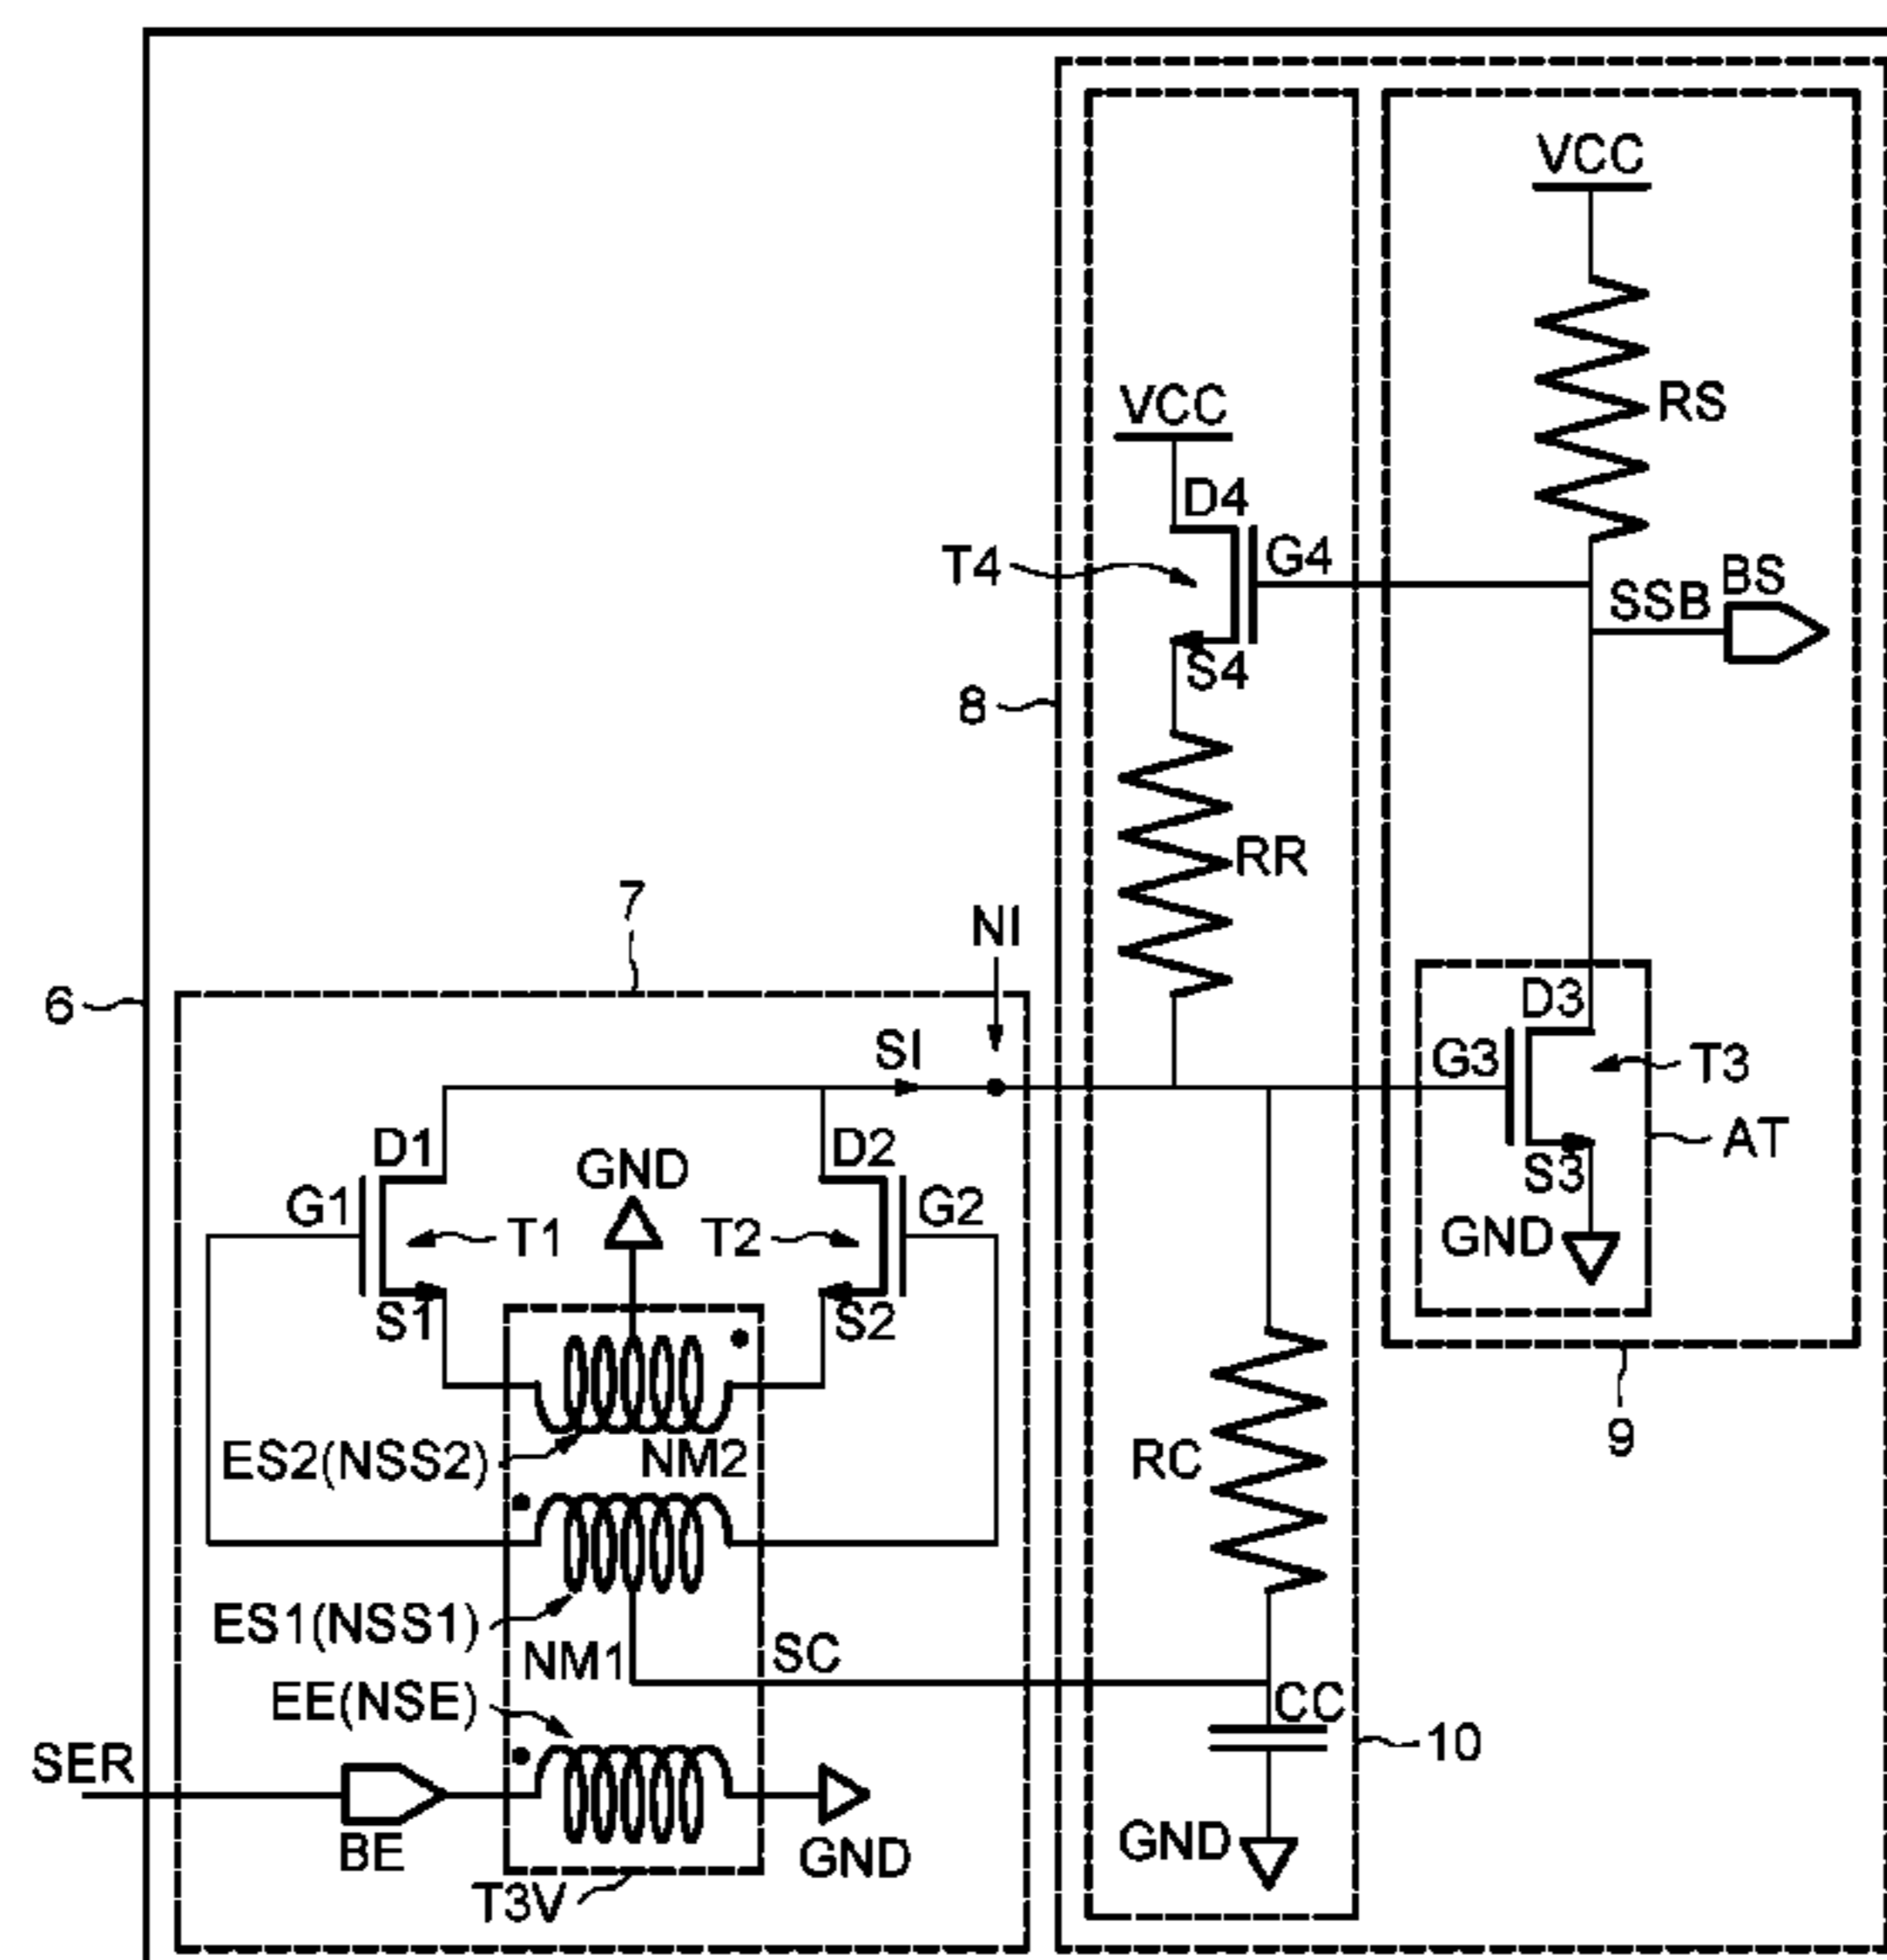 VCC
VCC
RS
D4
T4
G4
SSB
BS
S4
8
RR
7
NI
6
D3
SI
G3
T3
D1
D2
GND
AT
S3
G1
T1
T2
G2
GND
S1
S2
ES2(NSS2)
NM2
RC
9
ES1(NSS1)
NM1
SC
EE(NSE)
CC
SER
10
BE
GND
GND
T3V